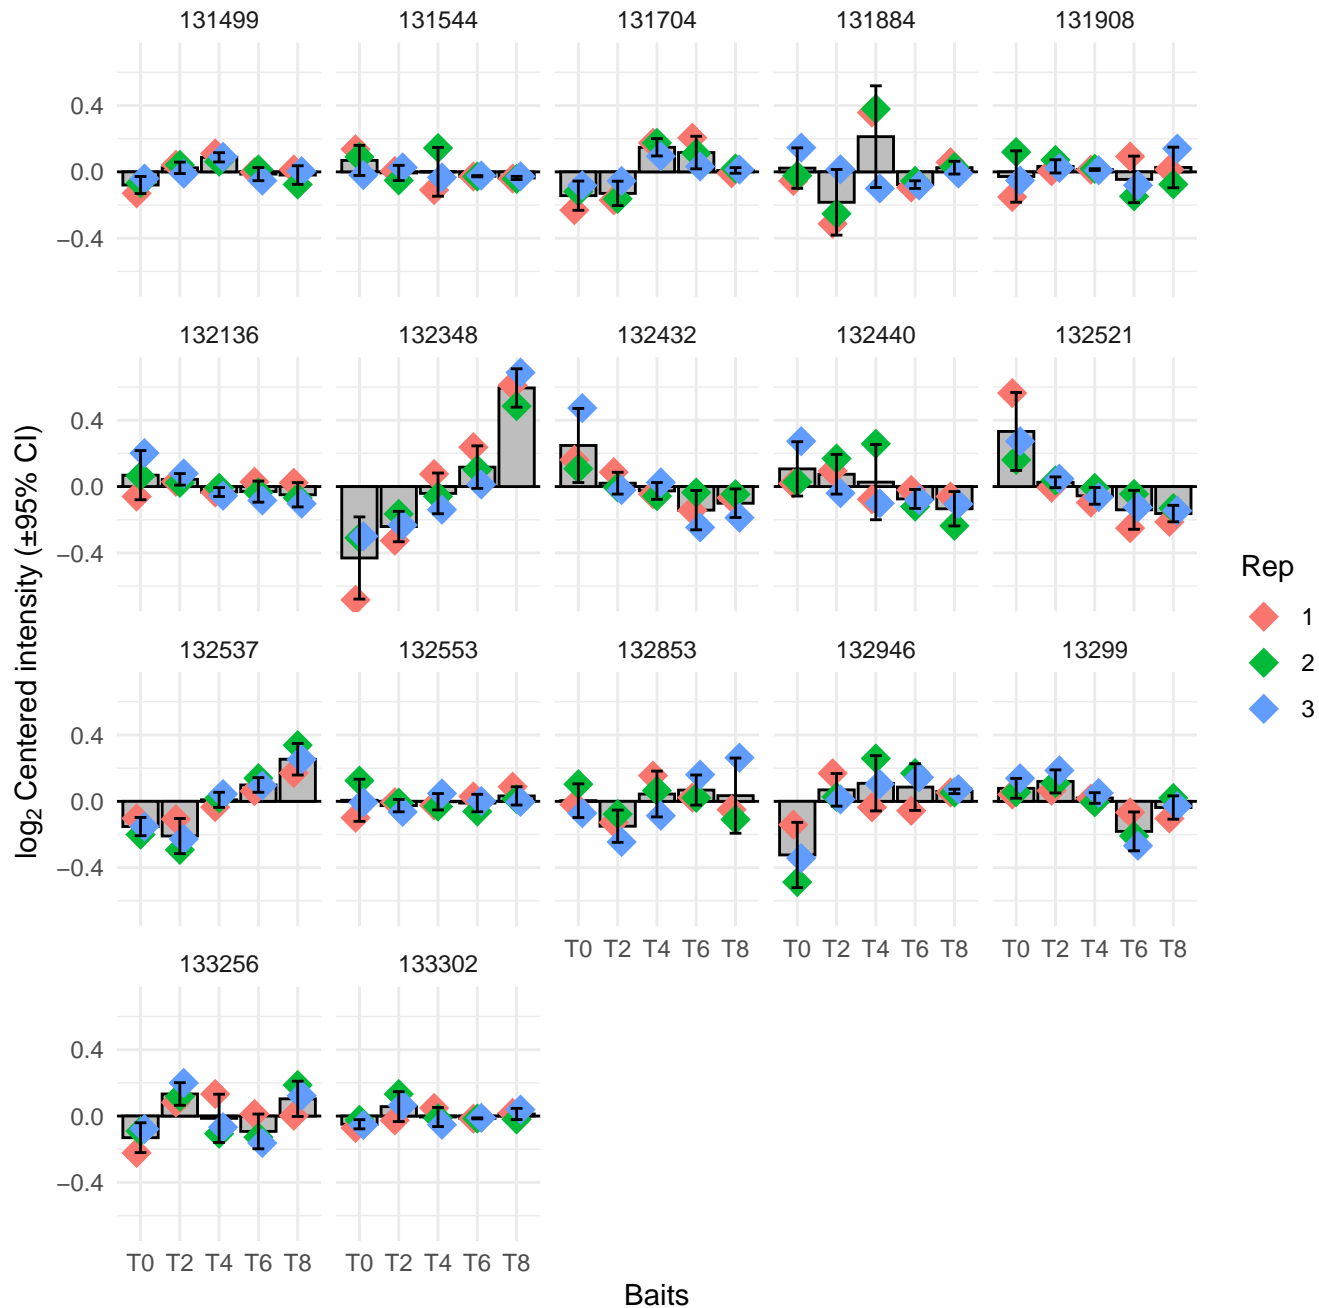 131499 131544 131704 131884 131908
0.4
0.0
−0.4
132136 132348 132432 132440 132521
0.4
0.0
−0.4
132537 132553 132853 132946 13299
0.4
0.0
−0.4
T0 T2 T4 T6 T8 T0 T2 T4 T6 T8 T0 T2 T4 T6 T8
133256 133302
0.4
0.0
−0.4
T0 T2 T4 T6 T8 T0 T2 T4 T6 T8
Baits
log2 Centered intensity (±95% CI)
Rep
1
2
3